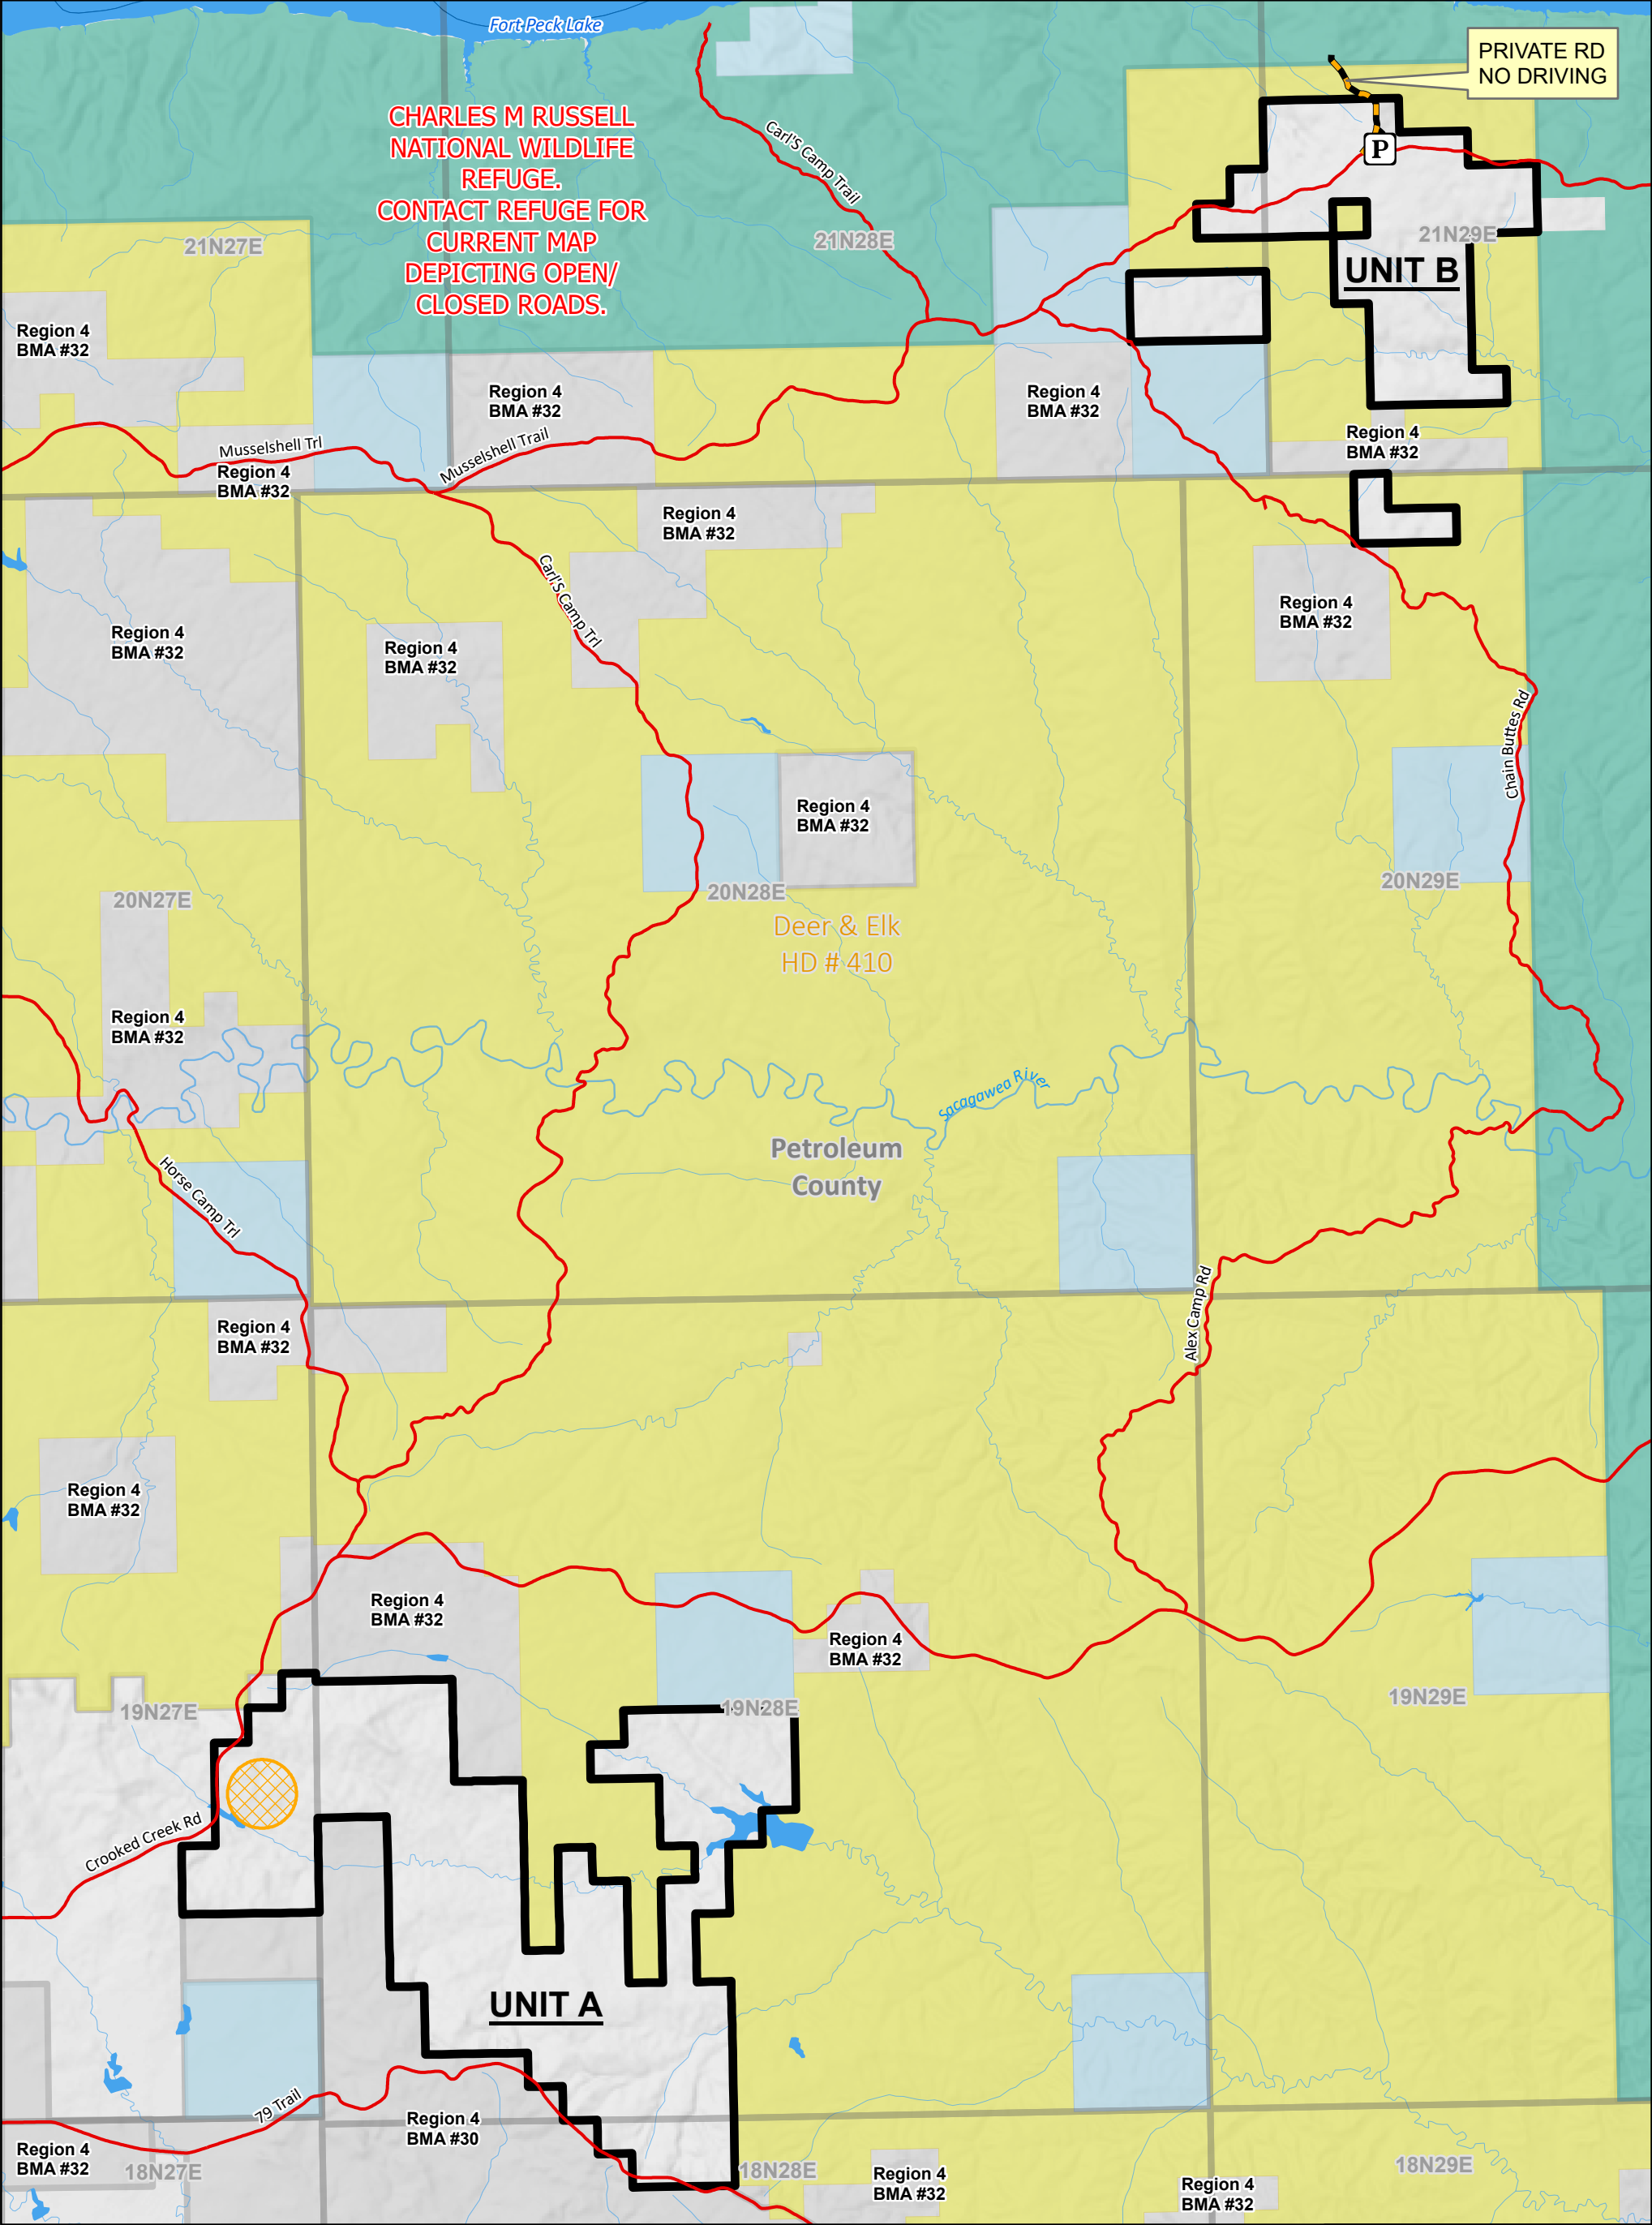 Fort Peck Lake
PRIVATE RD
NO DRIVING
CHARLES M RUSSELL
NATIONAL WILDLIFE
REFUGE.
CONTACT REFUGE FOR
CURRENT MAP
DEPICTING OPEN/
CLOSED ROADS.
Carl'S Camp Trail
P
21N27E
21N28E
21N29E
UNIT B
Region 4
BMA #32
Region 4
BMA #32
Region 4
BMA #32
Region 4
BMA #32
Musselshell Trl
Musselshell Trail
Region 4
BMA #32
Region 4
BMA #32
Carl'S Camp Trl
Region 4
BMA #32
Region 4
BMA #32
Region 4
BMA #32
Chain Buttes Rd
Region 4
BMA #32
20N27E
20N28E
20N29E
Deer & Elk
HD # 410
Region 4
BMA #32
Sacagawea River
Petroleum
County
Horse Camp Trl
Alex Camp Rd
Region 4
BMA #32
Region 4
BMA #32
Region 4
BMA #32
Region 4
BMA #32
19N27E
19N28E
19N29E
Crooked Creek Rd
UNIT A
79 Trail
Region 4
BMA #30
Region 4
BMA #32
18N27E
18N28E
18N29E
Region 4
BMA #32
Region 4
BMA #32